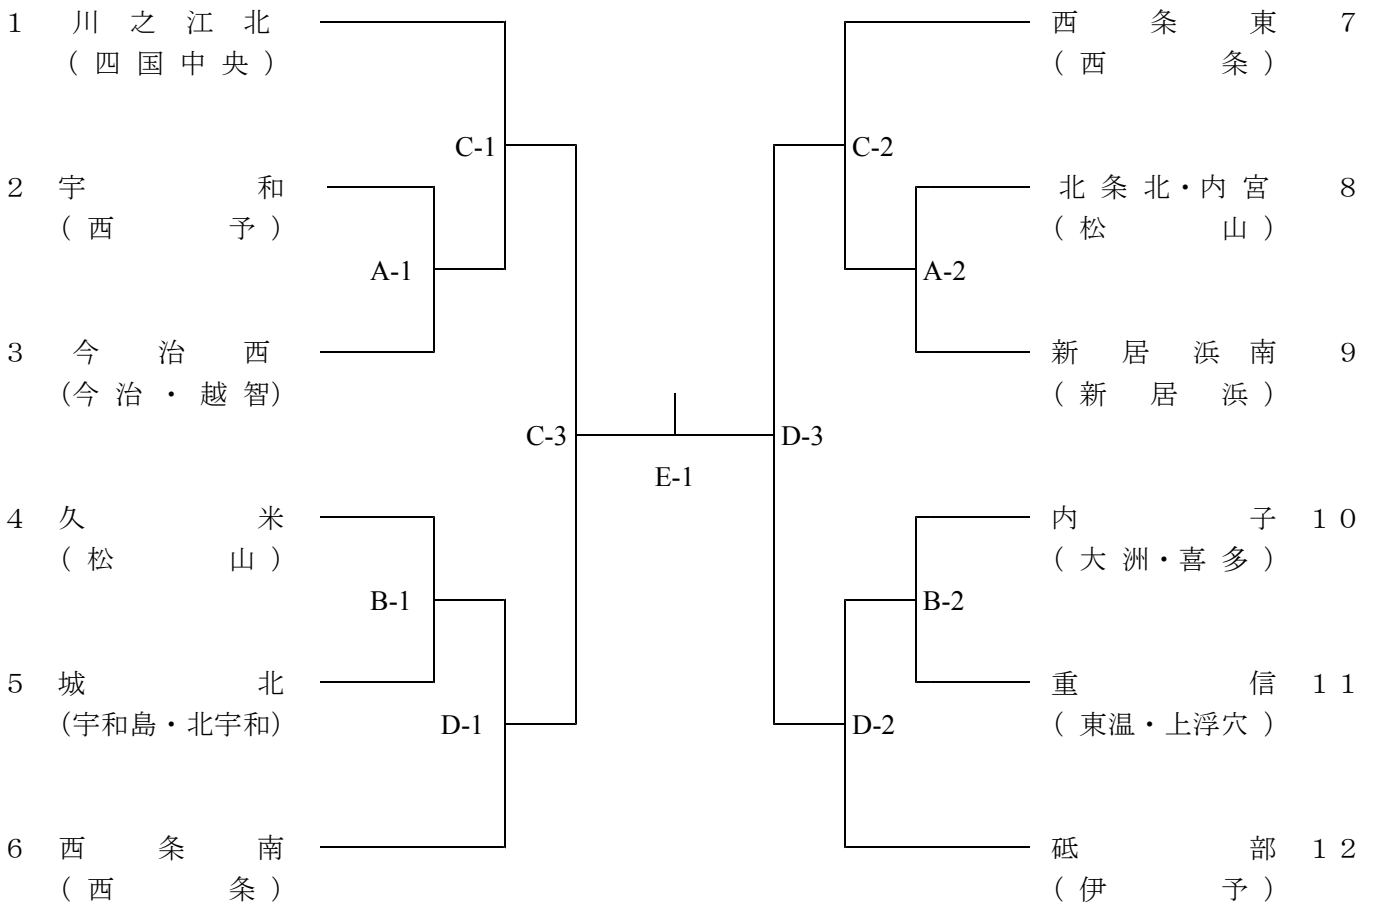 1 川之江北
(四国中央)
C-1
2 宇和
(西予)
A-1
3 今治西
(今治・越智)
C-3
4 久米
(松山)
B-1
5 城北
(宇和島・北宇和)
D-1
6 西条南
(西条)
E-1
西条東 7
(西条)
C-2
北条北・内宮 8
(松山)
A-2
新居浜南 9
(新居浜)
D-3
内子 10
(大洲・喜多)
B-2
重信 11
(東温・上浮穴)
D-2
砥部 12
(伊予)